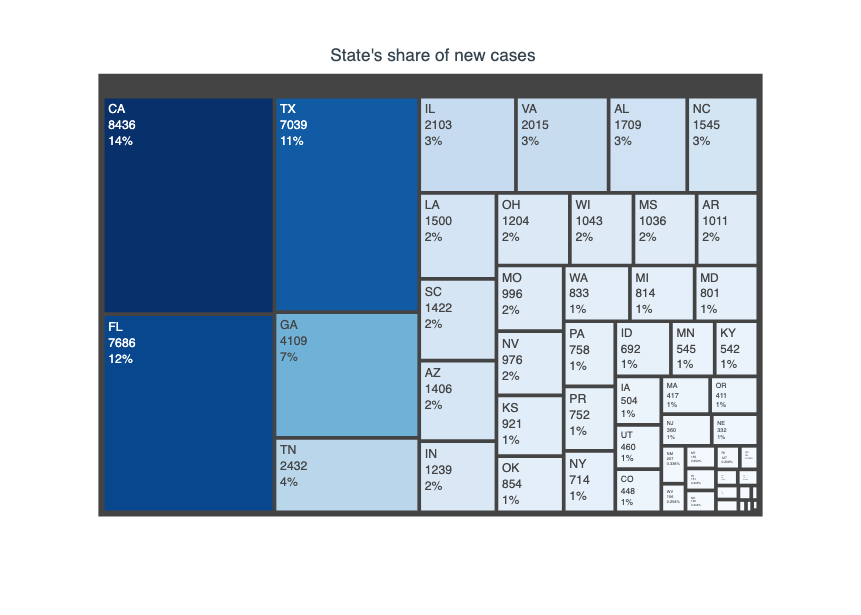 State's share of new cases
CA
8436
14%
FL
7686
12%
TX
7039
11%
GA
4109
7%
TN
2432
4%
IL
2103
3%
VA
2015
3%
AL
1709
3%
NC
1545
3%
LA
1500
2%
SC
1422
2%
AZ
1406
2%
IN
1239
2%
OH
1204
2%
WI
1043
2%
MS
1036
2%
AR
1011
2%
MO
996
2%
NV
976
2%
KS
921
1%
OK
854
1%
WA
833
1%
MI
814
1%
MD
801
1%
PA
758
1%
PR
752
1%
NY
714
1%
ID
692
1%
MN
545
1%
KY
542
1%
IA
504
1%
UT
460
1%
CO
448
1%
MA
417
1%
OR
411
1%
NJ
360
1%
NE
332
1%
NM
WV